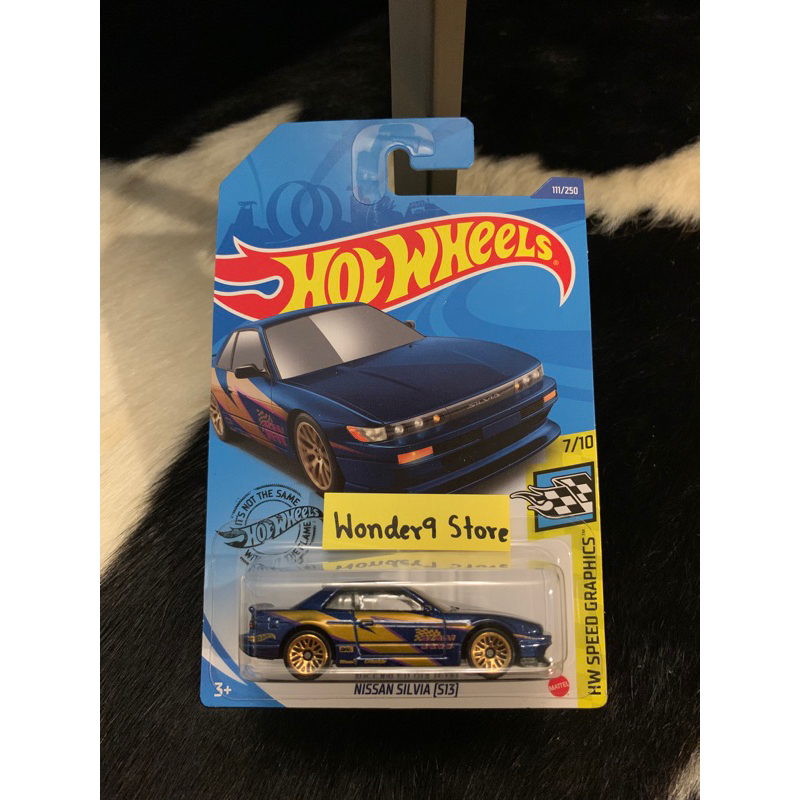 111/250
HOT WHEELS
SILVIA
7/10
IT'S NOT THE SAME
HOT WHEELS
Wonder9 Store
HW SPEED GRAPHICS™
NISSAN SILVIA (S13)
3+
MATTEL